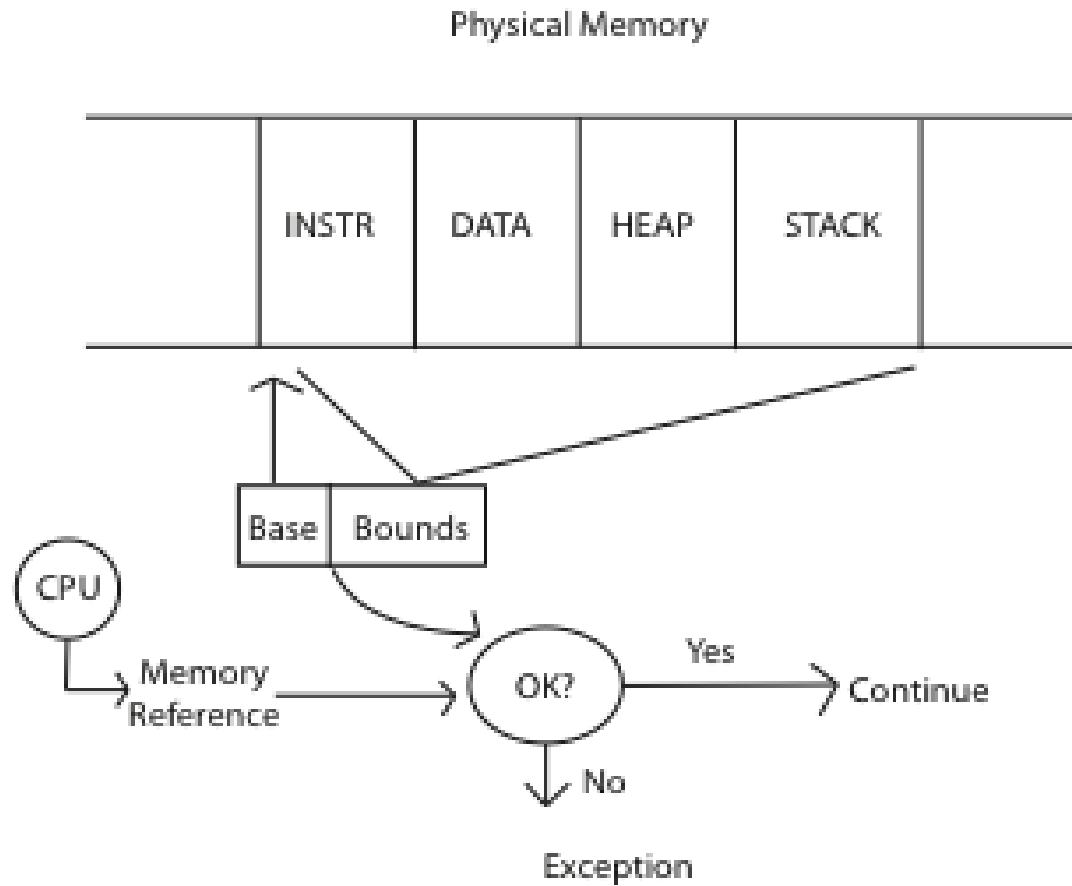 Physical Memory
INSTR
DATA
HEAP
STACK
Base
Bounds
CPU
Memory
Reference
OK?
Yes
Continue
No
Exception